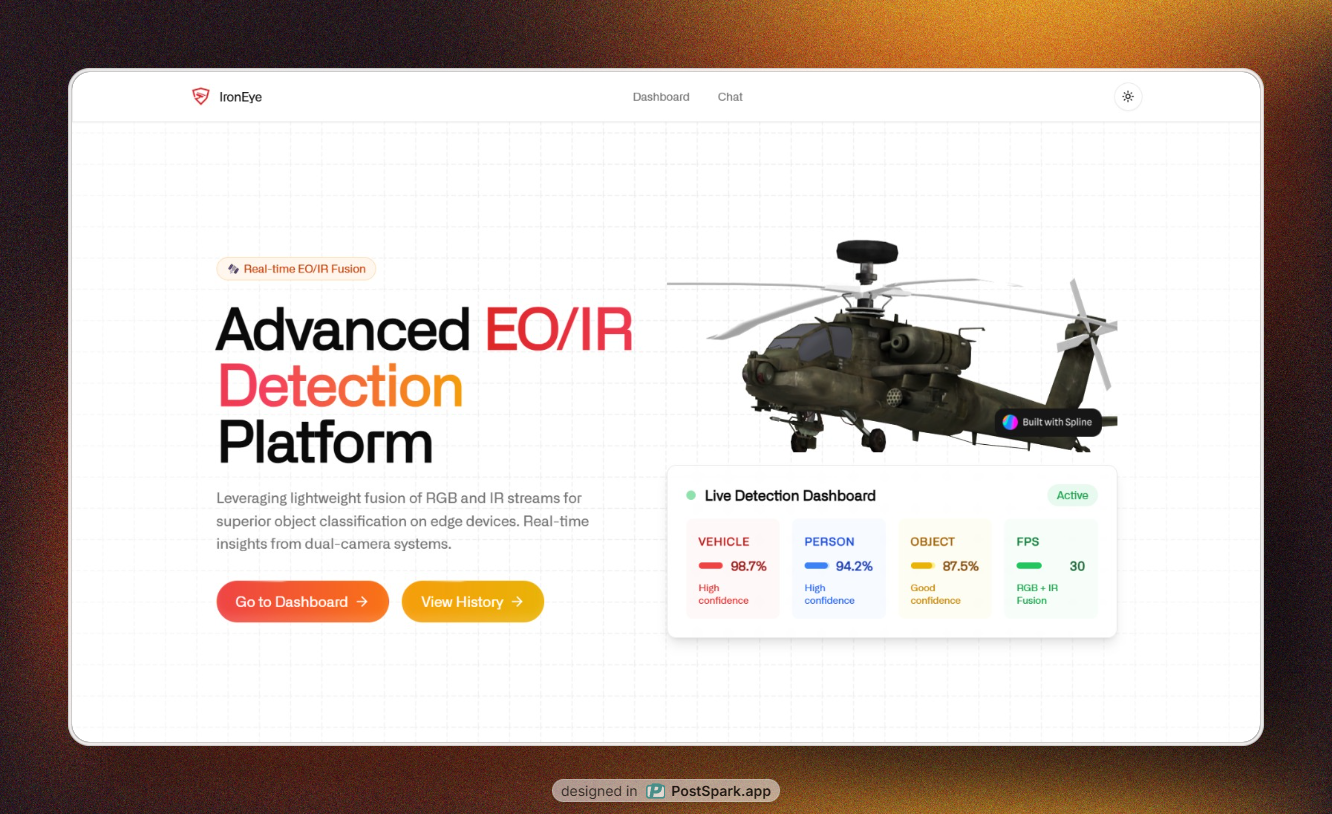 IronEye
Dashboard
Chat
Real-time EO/IR Fusion
Advanced EO/IR
Detection
Platform
Leveraging lightweight fusion of RGB and IR streams for
superior object classification on edge devices. Real-time
insights from dual-camera systems.
Go to Dashboard →
View History →
Built with Spline
Live Detection Dashboard
Active
VEHICLE
98.7%
High
confidence
PERSON
94.2%
High
confidence
OBJECT
87.5%
Good
confidence
FPS
30
RGB + IR
Fusion
designed in PostSpark.app